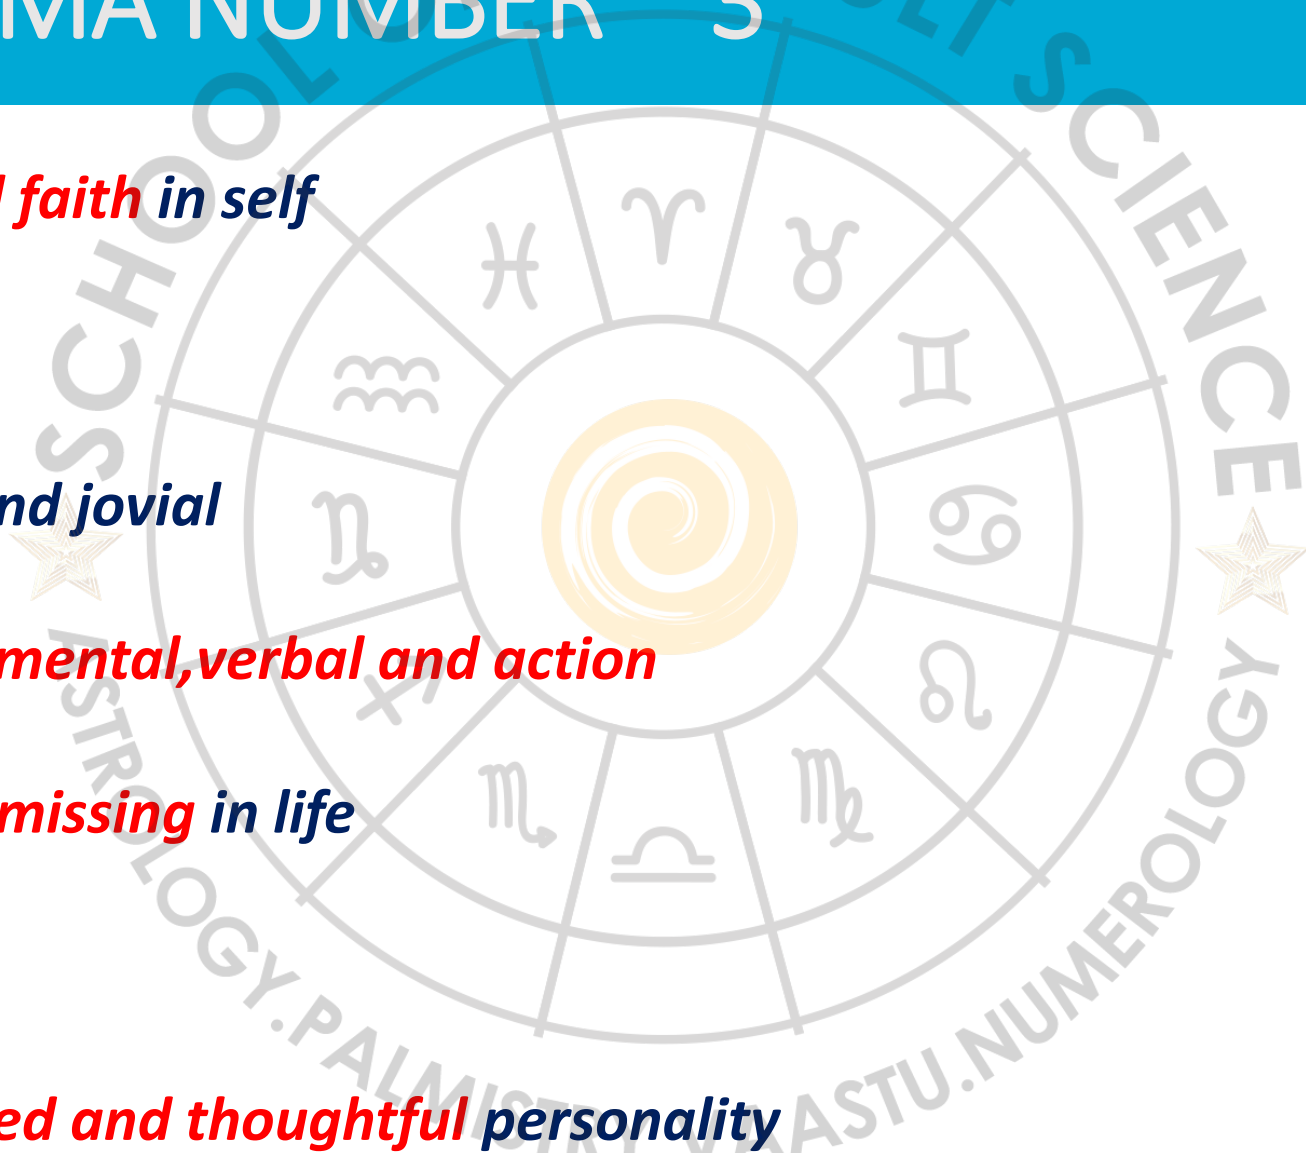 MA NUMBER 3
faith in self
nd jovial
mental,verbal and action
missing in life
ed and thoughtful personality
SCHOOL
SCIENCE
ASTROLOGY.PALMISTRY.VAASTU.NUMEROLOGY